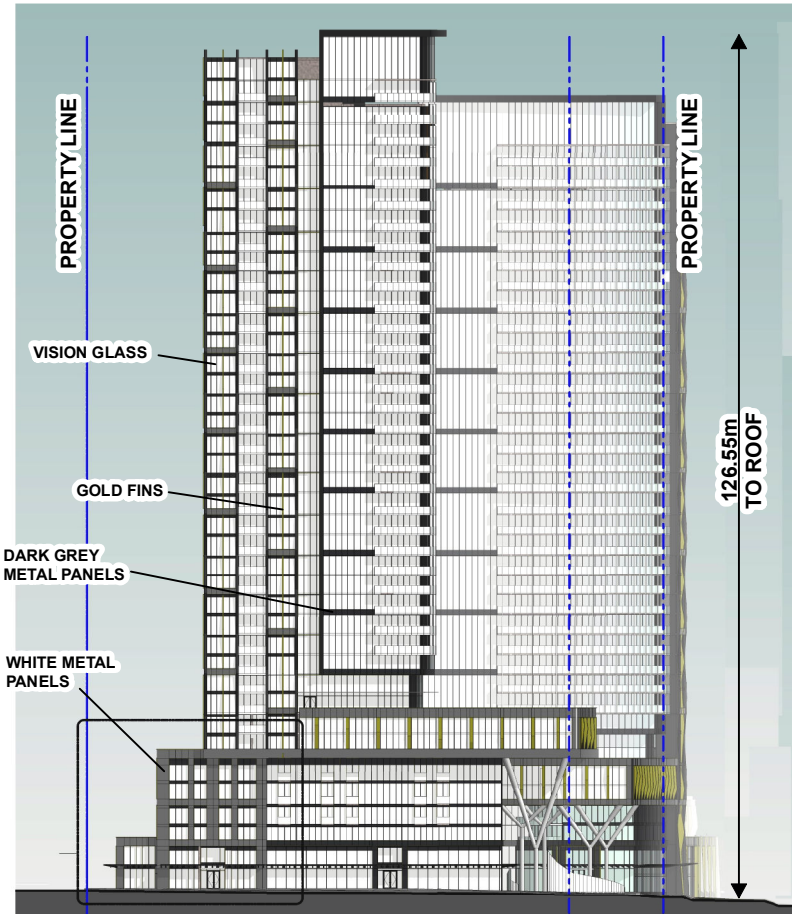 PROPERTY LINE
PROPERTY LINE
VISION GLASS
126.55m
TO ROOF
GOLD FINS
DARK GREY
METAL PANELS
WHITE METAL
PANELS